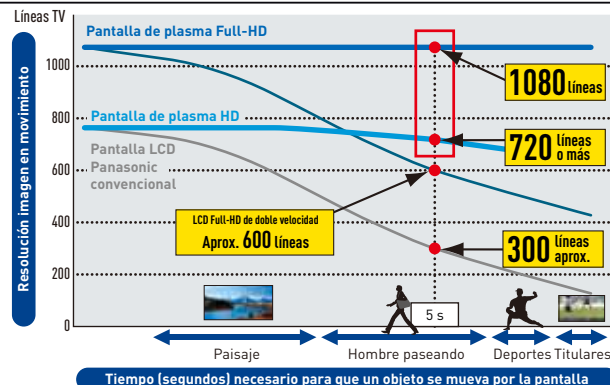 Líneas TV
Pantalla de plasma Full-HD
1000
1080 líneas
800
Pantalla de plasma HD
Pantalla LCD
Panasonic
convencional
720 líneas
o más
600
LCD Full-HD de doble velocidad
Aprox. 600 líneas
400
300 líneas
aprox.
200
0
5 s
Resolución imagen en movimiento
Paisaje
Hombre paseando
Deportes
Titulares
Tiempo (segundos) necesario para que un objeto se mueva por la pantalla